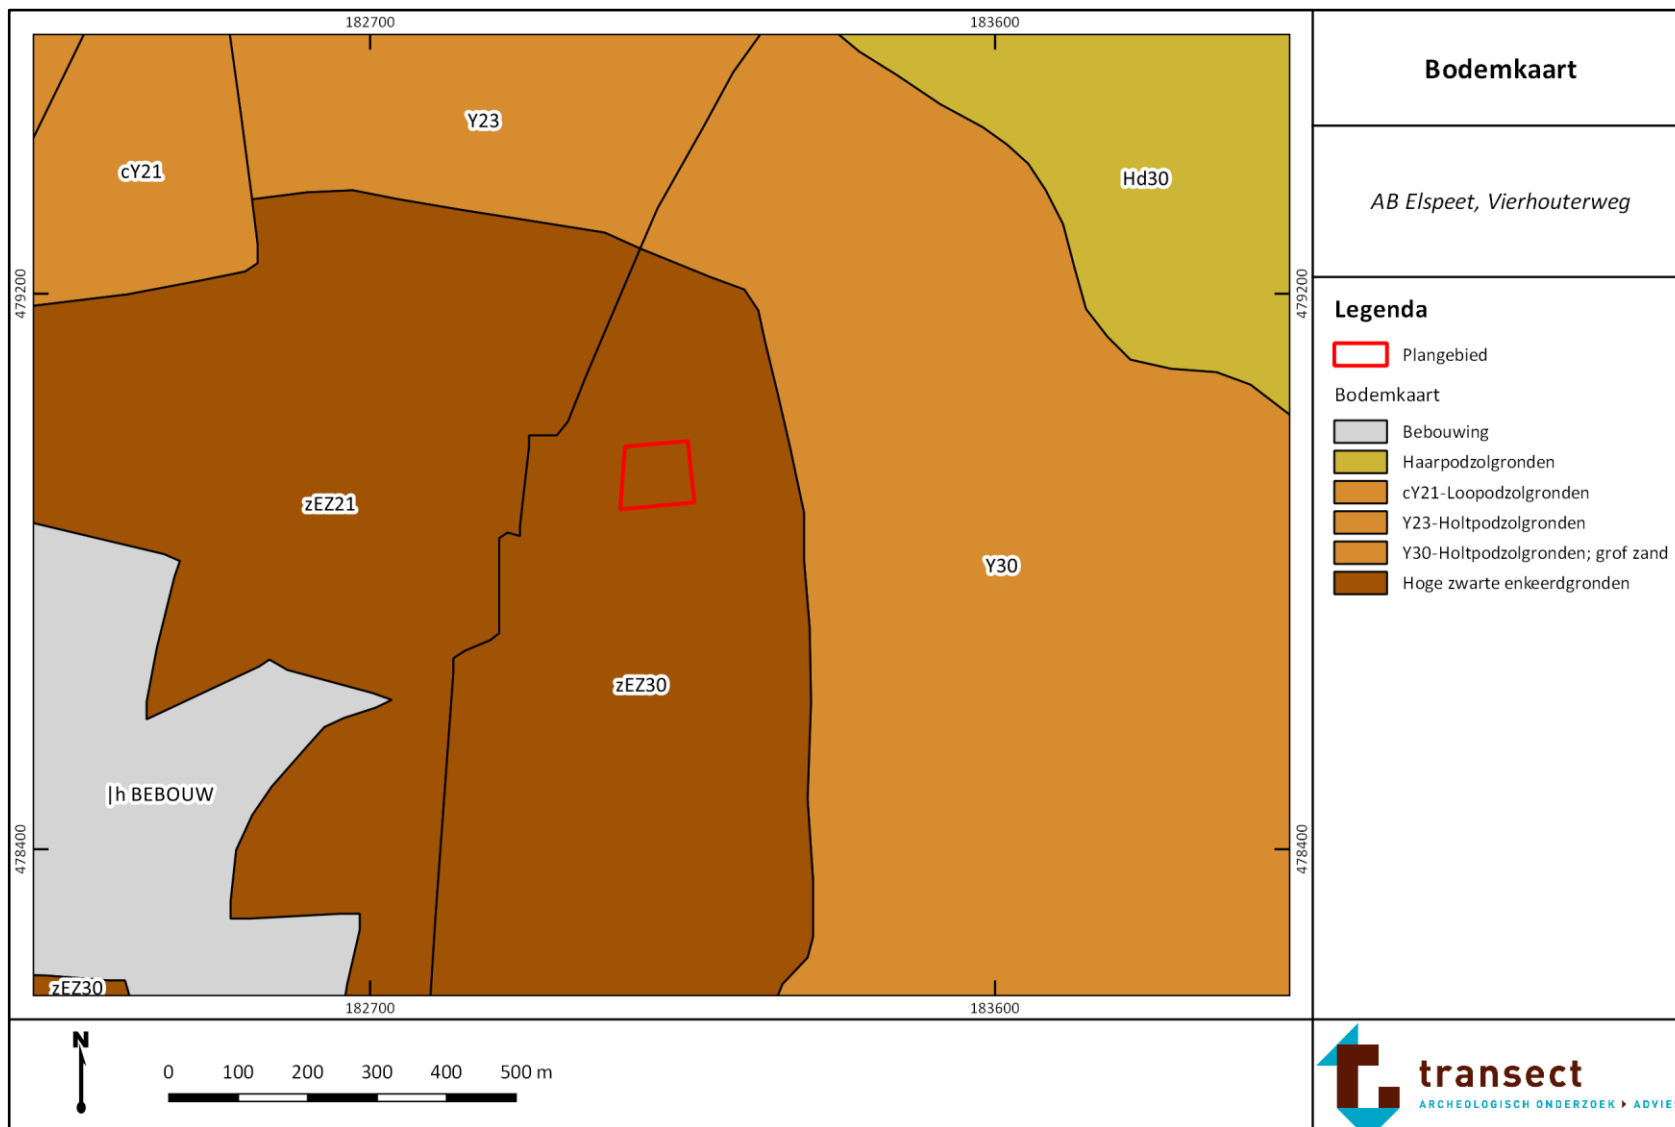 182700
183600
Bodemkaart
Y23
cY21
Hd30
AB Elspeet, Vierhouterweg
479200
479200
Legenda
Plangebied
Bodemkaart
Bebouwing
Haarpodzolgronden
cY21-Loopodzolgronden
Y23-Holtpodzolgronden
Y30-Holtpodzolgronden; grof zand
Hoge zwarte enkeerdgronden
zEZ21
Y30
zEZ30
|h BEBOUW
478400
478400
zEZ30
182700
183600
N
0 100 200 300 400 500 m
transect
ARCHEOLOGISCH ONDERZOEK ▸ ADVIES